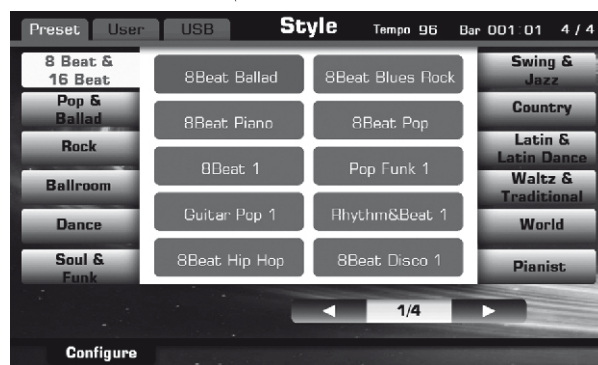 Preset User USB Style Tempo 96 Bar 001:01 4/4
8 Beat &
16 Beat
Pop &
Ballad
Rock
Ballroom
Dance
Soul &
Funk
8Beat Ballad 8Beat Blues Rock
8Beat Piano 8Beat Pop
8Beat 1 Pop Funk 1
Guitar Pop 1 Rhythm&Beat 1
8Beat Hip Hop 8Beat Disco 1
Swing &
Jazz
Country
Latin &
Latin Dance
Waltz &
Traditional
World
Pianist
1/4
Configure